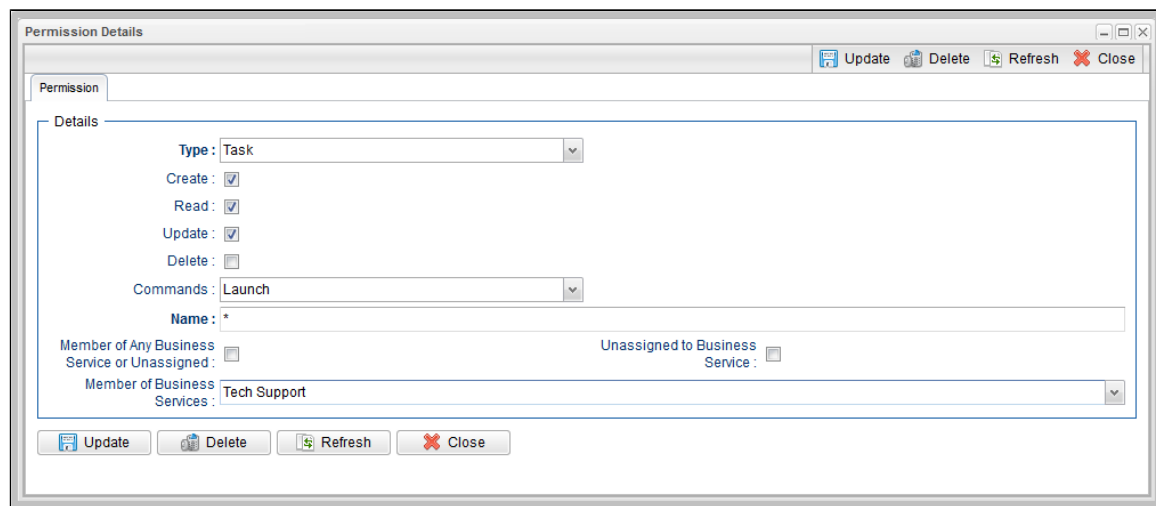 Permission Details
Update Delete Refresh Close
Permission
Details
Type : Task
Create :
Read :
Update :
Delete :
Commands : Launch
Name : *
Member of Any Business
Service or Unassigned :
Unassigned to Business
Service :
Member of Business
Services :
Tech Support
Update Delete Refresh Close